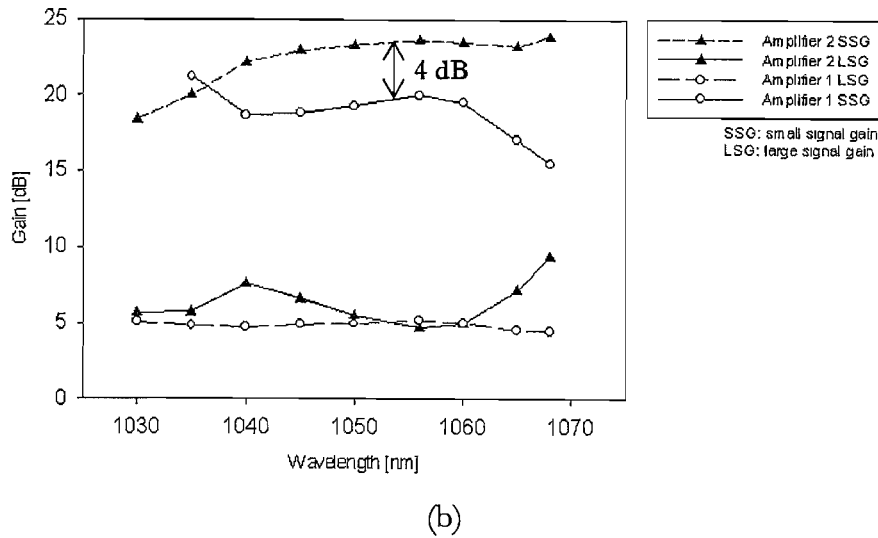 25
20
15
10
5
0
Gain [dB]
4 dB
1030 1040 1050 1060 1070
Wavelength [nm]
Amplifier 2 SSG
Amplifier 2 LSG
Amplifier 1 LSG
Amplifier 1 SSG
SSG: small signal gain
LSG: large signal gain
(b)